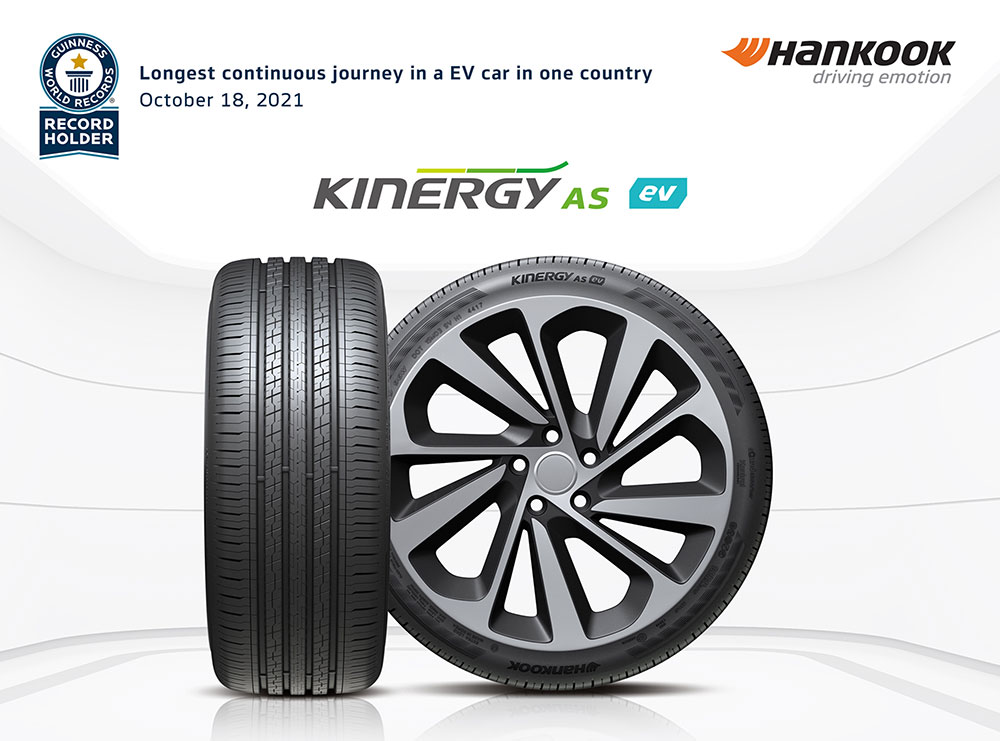 GUINNESS
WORLD RECORDS
®
RECORD
HOLDER
Longest continuous journey in a EV car in one country
October 18, 2021
HANKOOK
driving emotion
KINERGY AS ev
KINERGY AS ev
HANKOOK